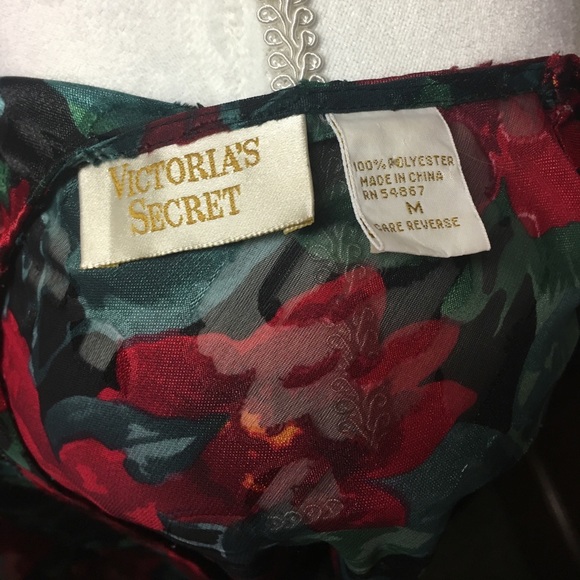 VICTORIA'S
SECRET
100% POLYESTER
MADE IN CHINA
RN 54867
M
CARE REVERSE